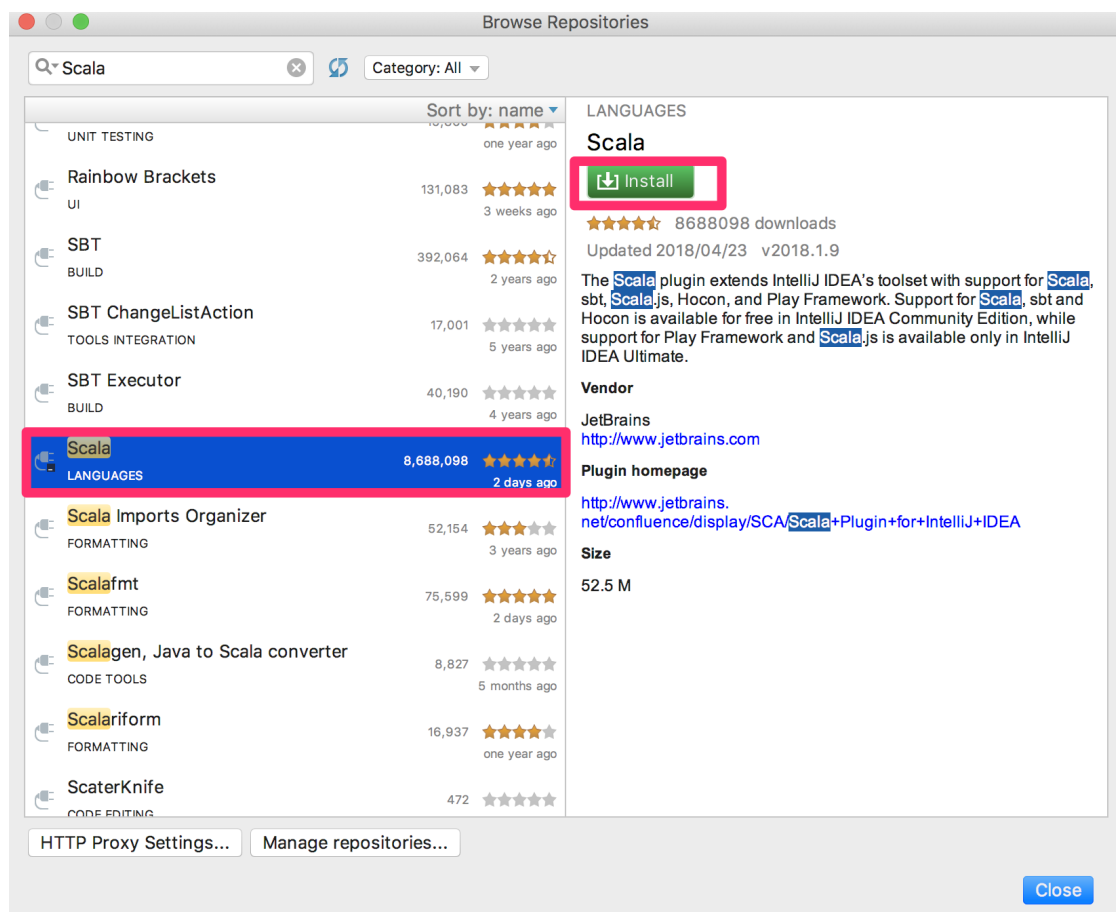 Browse Repositories
Scala
Category: All
Sort by: name
UNIT TESTING
one year ago
Rainbow Brackets
131,083
UI
3 weeks ago
SBT
392,064
BUILD
2 years ago
SBT ChangeListAction
17,001
TOOLS INTEGRATION
5 years ago
SBT Executor
40,190
BUILD
4 years ago
Scala
8,688,098
LANGUAGES
2 days ago
Scala Imports Organizer
52,154
FORMATTING
3 years ago
Scalafmt
75,599
FORMATTING
2 days ago
Scalagen, Java to Scala converter
8,827
CODE TOOLS
5 months ago
Scalariform
16,937
FORMATTING
one year ago
ScaterKnife
472
CODE EDITING
LANGUAGES
Scala
Install
8688098 downloads
Updated 2018/04/23 v2018.1.9
The Scala plugin extends IntelliJ IDEA's toolset with support for Scala,
sbt, Scala.js, Hocon, and Play Framework. Support for Scala, sbt and
Hocon is available for free in IntelliJ IDEA Community Edition, while
support for Play Framework and Scala.js is available only in IntelliJ
IDEA Ultimate.
Vendor
JetBrains
http://www.jetbrains.com
Plugin homepage
http://www.jetbrains.
net/confluence/display/SCA/Scala+Plugin+for+IntelliJ+IDEA
Size
52.5 M
HTTP Proxy Settings...
Manage repositories...
Close